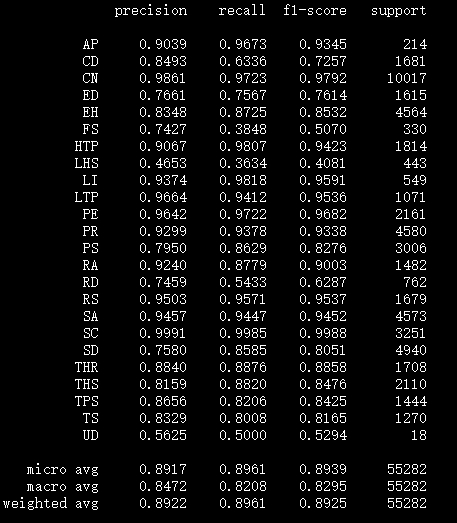 precision recall f1-score support
AP 0.9039 0.9673 0.9345 214
CD 0.8493 0.6336 0.7257 1681
CN 0.9861 0.9723 0.9792 10017
ED 0.7661 0.7567 0.7614 1615
EH 0.8348 0.8725 0.8532 4564
FS 0.7427 0.3848 0.5070 330
HTP 0.9067 0.9807 0.9423 1814
LHS 0.4653 0.3634 0.4081 443
LI 0.9374 0.9818 0.9591 549
LTP 0.9664 0.9412 0.9536 1071
PE 0.9642 0.9722 0.9682 2161
PR 0.9299 0.9378 0.9338 4580
PS 0.7950 0.8629 0.8276 3006
RA 0.9240 0.8779 0.9003 1482
RD 0.7459 0.5433 0.6287 762
RS 0.9503 0.9571 0.9537 1679
SA 0.9457 0.9447 0.9452 4573
SC 0.9991 0.9985 0.9988 3251
SD 0.7580 0.8585 0.8051 4940
THR 0.8840 0.8876 0.8858 1708
THS 0.8159 0.8820 0.8476 2110
TPS 0.8656 0.8206 0.8425 1444
TS 0.8329 0.8008 0.8165 1270
UD 0.5625 0.5000 0.5294 18
micro avg 0.8917 0.8961 0.8939 55282
macro avg 0.8472 0.8208 0.8295 55282
weighted avg 0.8922 0.8961 0.8925 55282